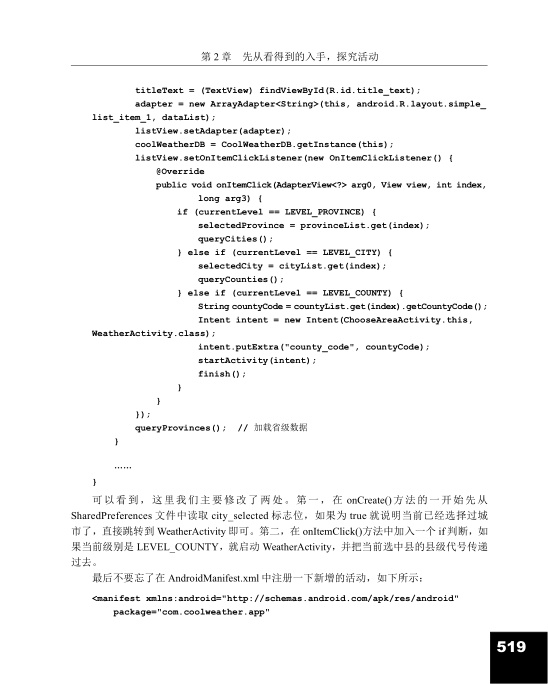 第 2 章　先从看得到的入手，探究活动
titleText = (TextView) findViewById(R.id.title_text);
adapter = new ArrayAdapter<String>(this, android.R.layout.simple_
list_item_1, dataList);
listView.setAdapter(adapter);
coolWeatherDB = CoolWeatherDB.getInstance(this);
listView.setOnItemClickListener(new OnItemClickListener() {
@Override
public void onItemClick(AdapterView<?> arg0, View view, int index,
long arg3) {
if (currentLevel == LEVEL_PROVINCE) {
selectedProvince = provinceList.get(index);
queryCities();
} else if (currentLevel == LEVEL_CITY) {
selectedCity = cityList.get(index);
queryCounties();
} else if (currentLevel == LEVEL_COUNTY) {
String countyCode = countyList.get(index).getCountyCode();
Intent intent = new Intent(ChooseAreaActivity.this,
WeatherActivity.class);
intent.putExtra("county_code", countyCode);
startActivity(intent);
finish();
}
}
});
queryProvinces(); // 加载省级数据
}
……
}
可以看到，这里我们主要修改了两处。第一，在 onCreate()方法的一开始先从
SharedPreferences 文件中读取 city_selected 标志位，如果为 true 就说明当前已经选择过城
市了，直接跳转到 WeatherActivity 即可。第二，在 onItemClick()方法中加入一个 if 判断，如
果当前级别是 LEVEL_COUNTY，就启动 WeatherActivity，并把当前选中县的县级代号传递
过去。
最后不要忘了在 AndroidManifest.xml 中注册一下新增的活动，如下所示：
<manifest xmlns:android="http://schemas.android.com/apk/res/android"
package="com.coolweather.app"
519